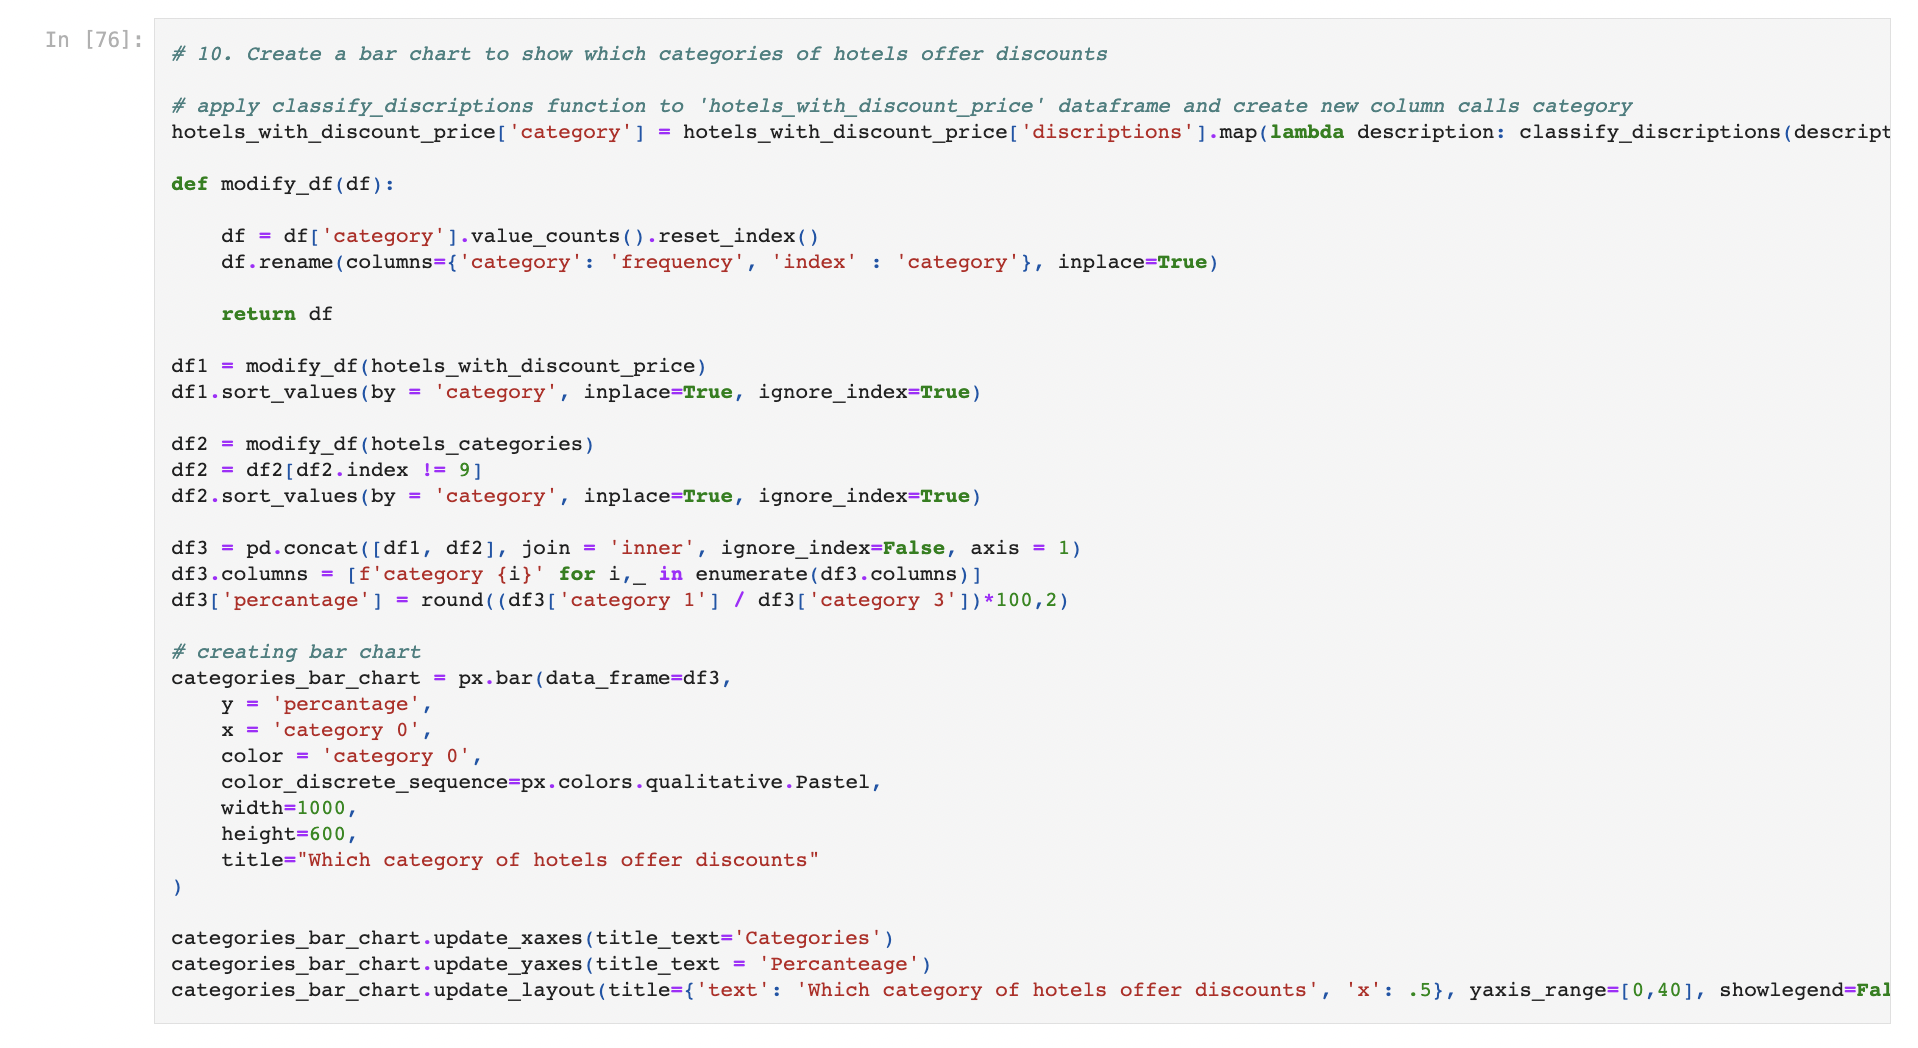 In [76]:
# 10. Create a bar chart to show which categories of hotels offer discounts
# apply classify_discriptions function to 'hotels_with_discount_price' dataframe and create new column calls category
hotels_with_discount_price['category'] = hotels_with_discount_price['discriptions'].map(lambda description: classify_discriptions(descript
def modify_df(df):
    df = df['category'].value_counts().reset_index()
    df.rename(columns={'category': 'frequency', 'index' : 'category'}, inplace=True)
    return df
df1 = modify_df(hotels_with_discount_price)
df1.sort_values(by = 'category', inplace=True, ignore_index=True)
df2 = modify_df(hotels_categories)
df2 = df2[df2.index != 9]
df2.sort_values(by = 'category', inplace=True, ignore_index=True)
df3 = pd.concat([df1, df2], join = 'inner', ignore_index=False, axis = 1)
df3.columns = [f'category {i}' for i,_ in enumerate(df3.columns)]
df3['percantage'] = round((df3['category 1'] / df3['category 3'])*100,2)
# creating bar chart
categories_bar_chart = px.bar(data_frame=df3,
    y = 'percantage',
    x = 'category 0',
    color = 'category 0',
    color_discrete_sequence=px.colors.qualitative.Pastel,
    width=1000,
    height=600,
    title="Which category of hotels offer discounts"
)
categories_bar_chart.update_xaxes(title_text='Categories')
categories_bar_chart.update_yaxes(title_text = 'Percanteage')
categories_bar_chart.update_layout(title={'text': 'Which category of hotels offer discounts', 'x': .5}, yaxis_range=[0,40], showlegend=Fal